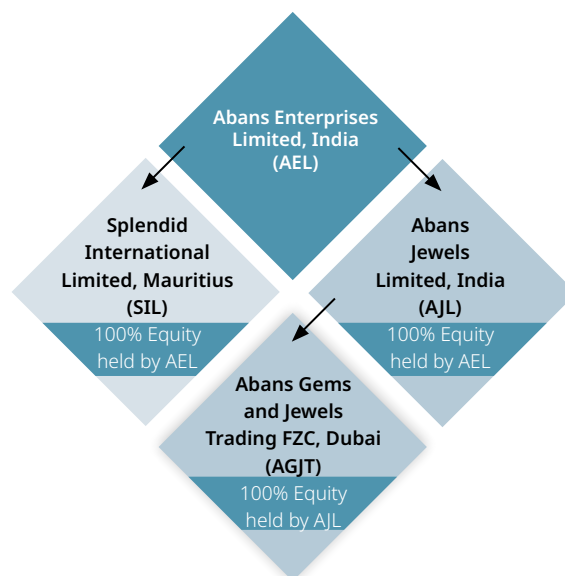 Abans Enterprises
Limited, India
(AEL)
Splendid
International
Limited, Mauritius
(SIL)
100% Equity
held by AEL
Abans
Jewels
Limited, India
(AJL)
100% Equity
held by AEL
Abans Gems
and Jewels
Trading FZC, Dubai
(AGJT)
100% Equity
held by AJL